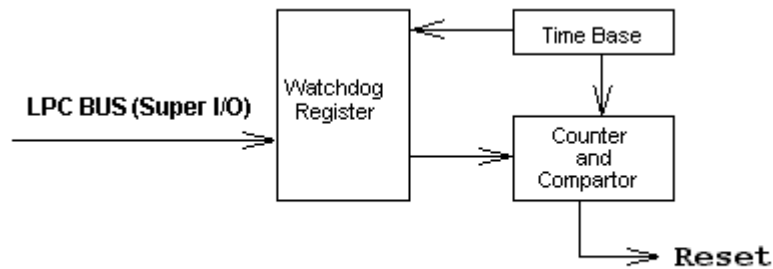 Time Base
Watchdog
Register
LPC BUS (Super I/O)
Counter
and
Compartor
Reset